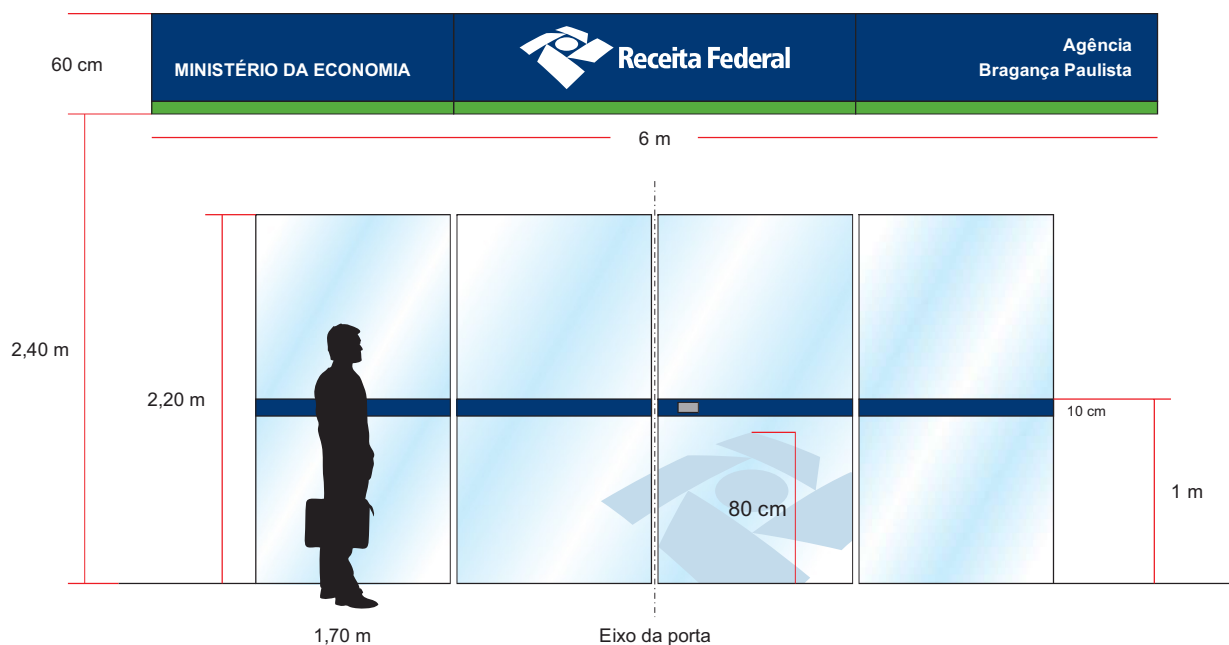 60 cm
MINISTÉRIO DA ECONOMIA
Receita Federal
Agência
Bragança Paulista
6 m
2,40 m
2,20 m
10 cm
1 m
80 cm
1,70 m
Eixo da porta